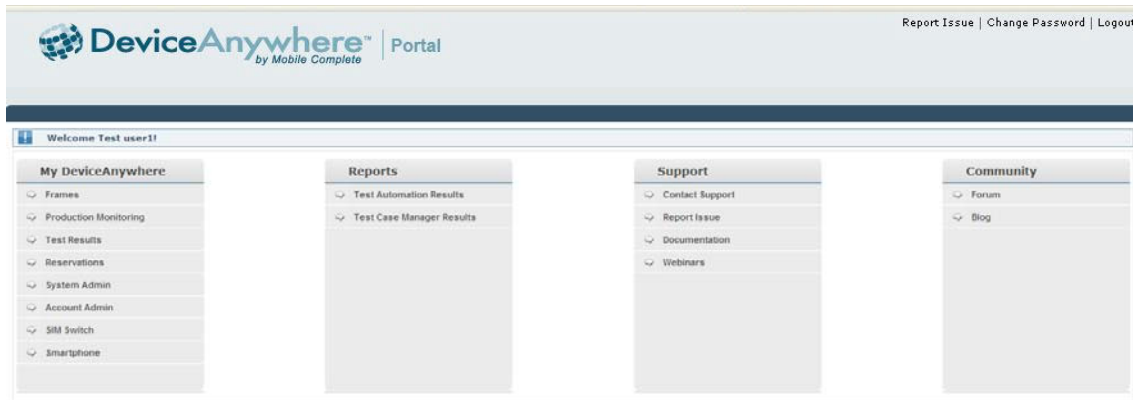 Report Issue | Change Password | Logout
DeviceAnywhere™ | Portal
by Mobile Complete
Welcome Test user1!
My DeviceAnywhere
Frames
Production Monitoring
Test Results
Reservations
System Admin
Account Admin
SIM Switch
Smartphone
Reports
Test Automation Results
Test Case Manager Results
Support
Contact Support
Report Issue
Documentation
Webinars
Community
Forum
Blog